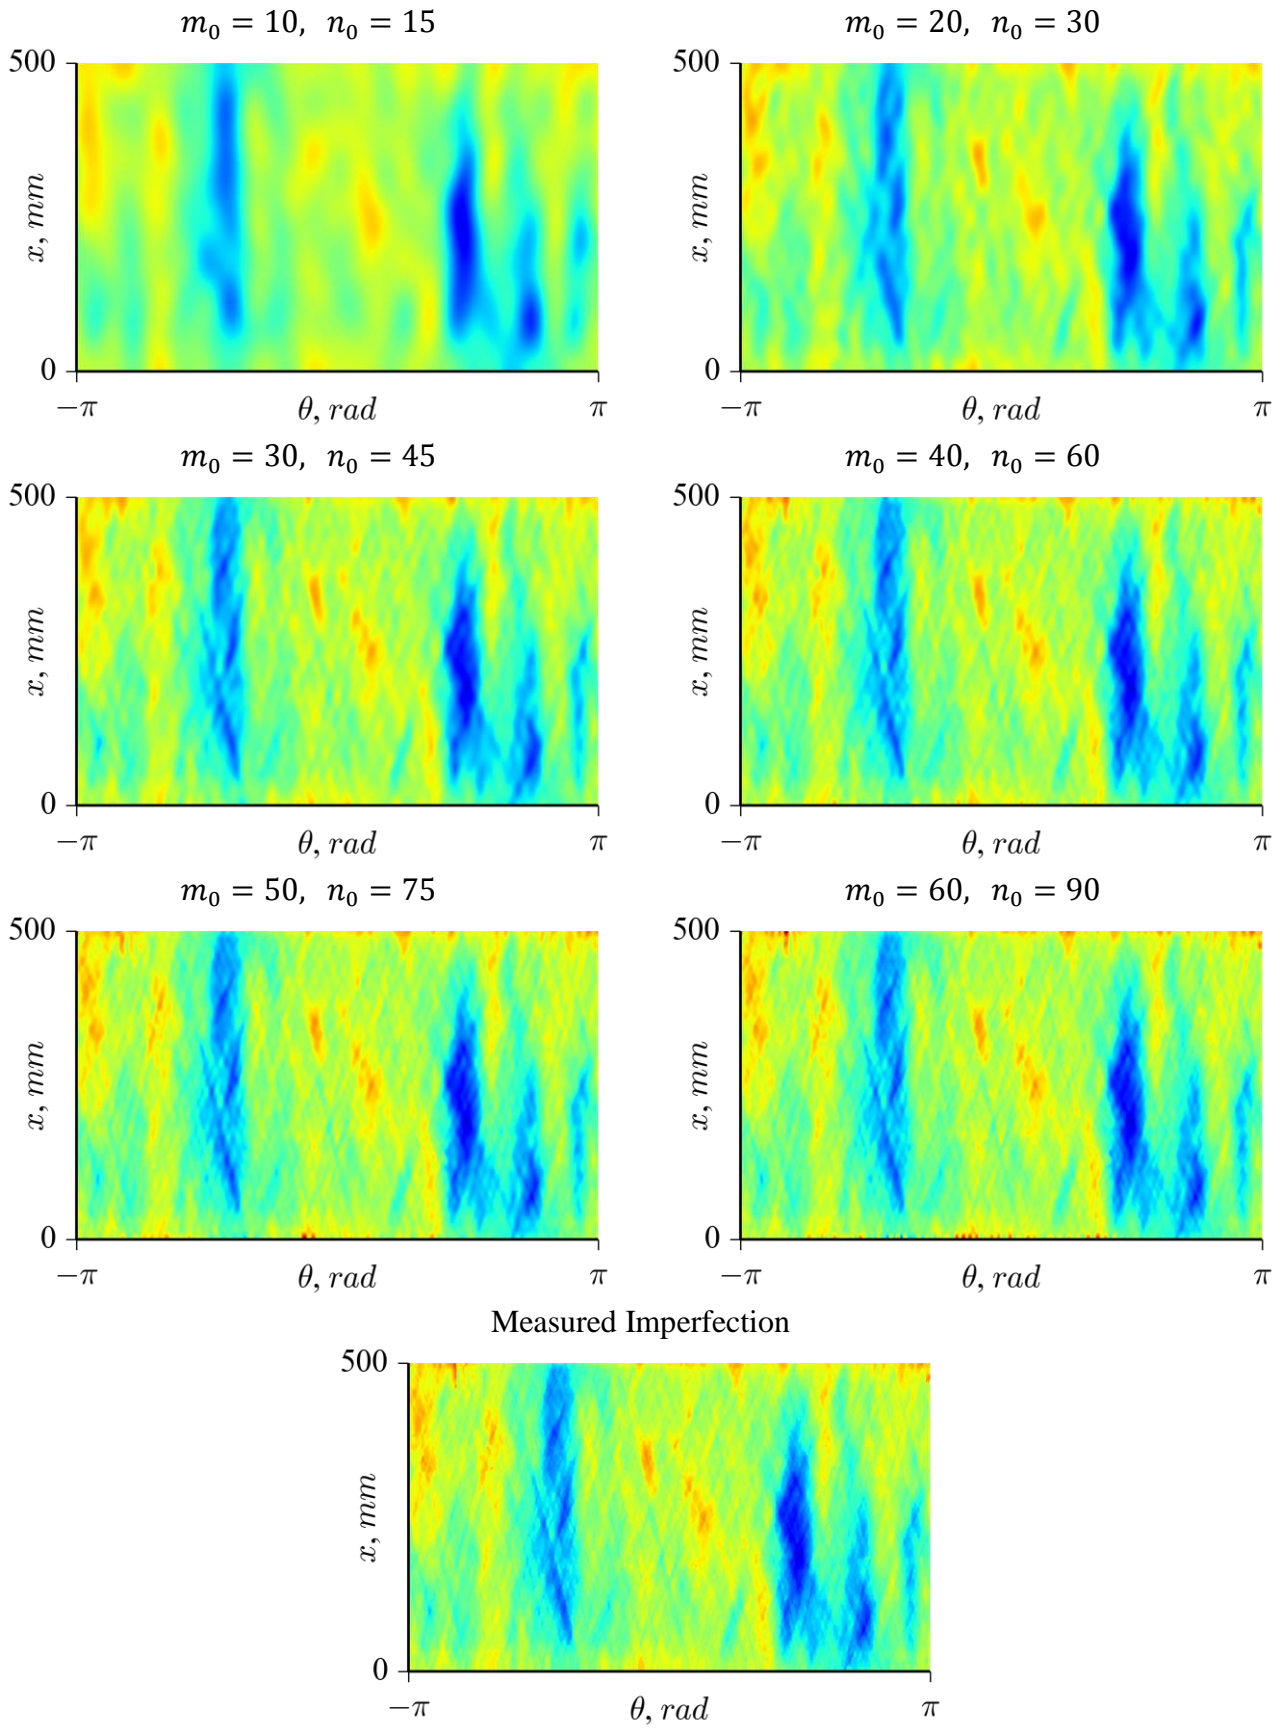 m₀ = 10, n₀ = 15
m₀ = 20, n₀ = 30
500
x, mm
0
−π
θ, rad
π
500
x, mm
0
−π
θ, rad
π
m₀ = 30, n₀ = 45
m₀ = 40, n₀ = 60
500
x, mm
0
−π
θ, rad
π
500
x, mm
0
−π
θ, rad
π
m₀ = 50, n₀ = 75
m₀ = 60, n₀ = 90
500
x, mm
0
−π
θ, rad
π
500
x, mm
0
−π
θ, rad
π
Measured Imperfection
500
x, mm
0
−π
θ, rad
π